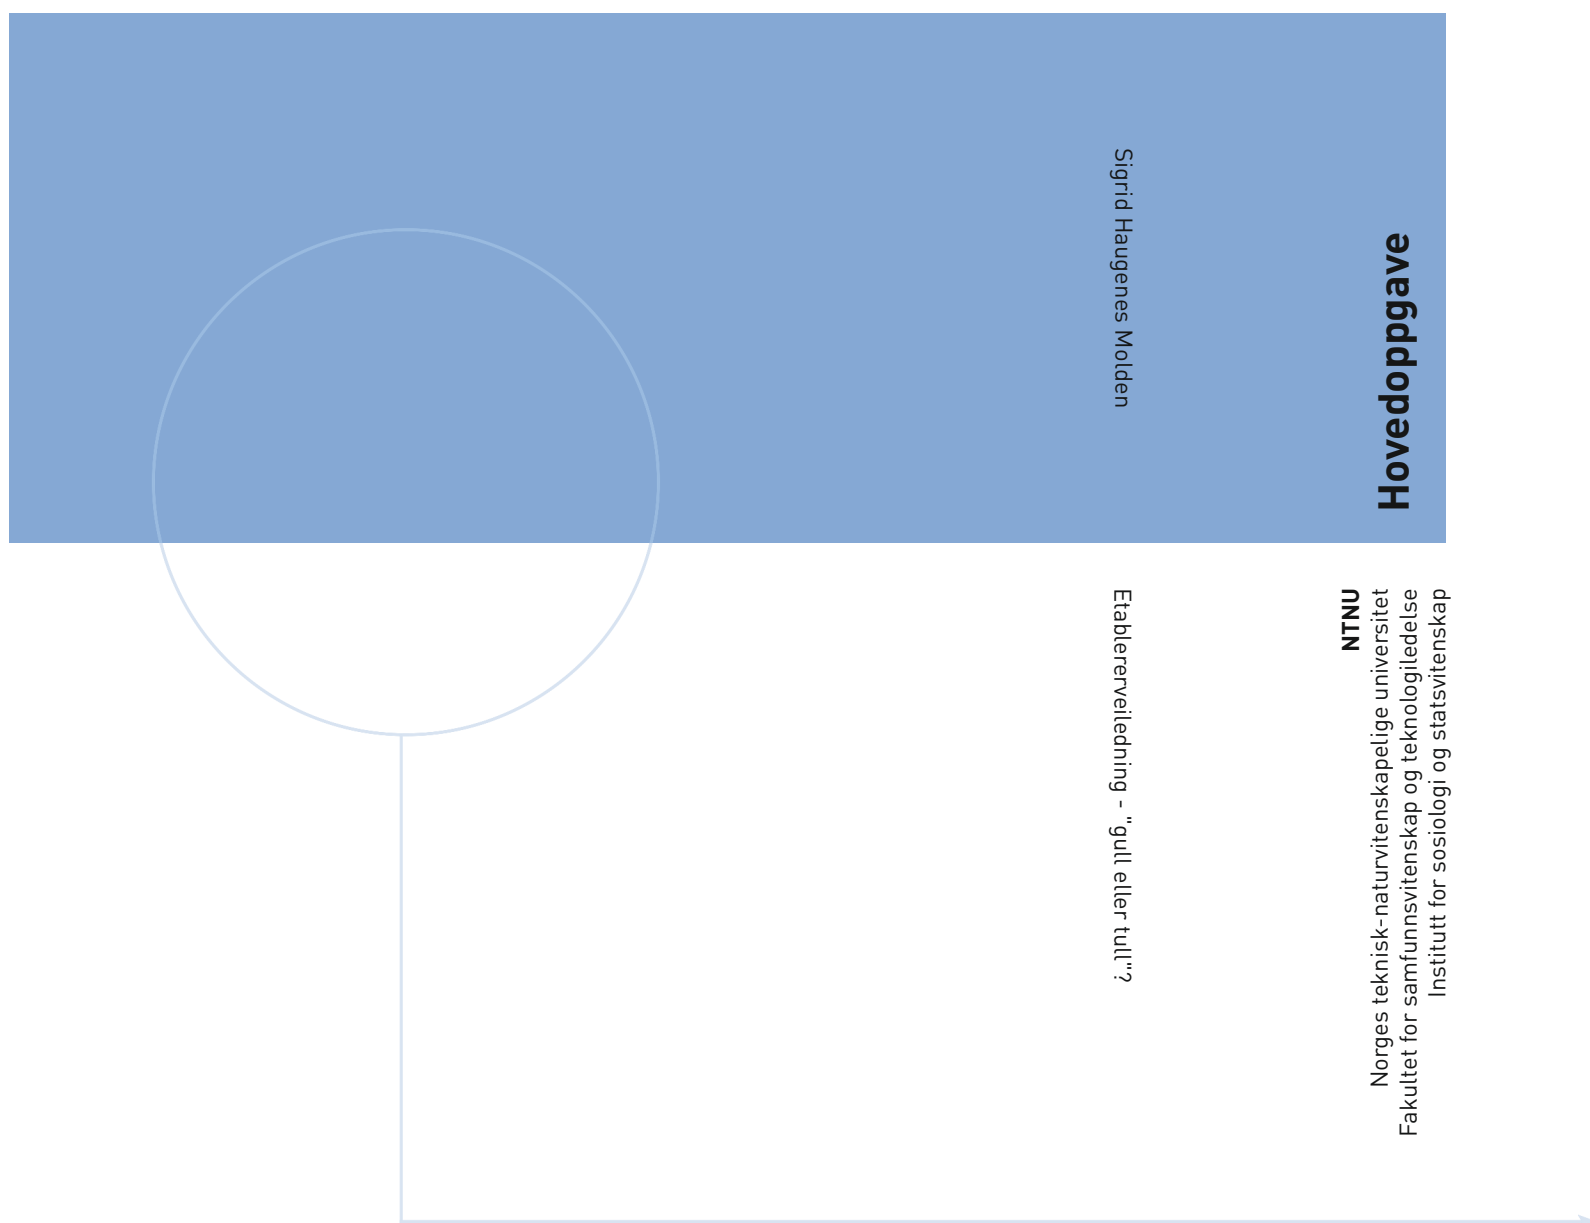 Sigrid Haugenes Molden
Etablererveiledning - "gull eller tull"?
Hovedoppgave
NTNU
Norges teknisk-naturvitenskapelige universitet
Fakultet for samfunnsvitenskap og teknologiledelse
Institutt for sosiologi og statsvitenskap